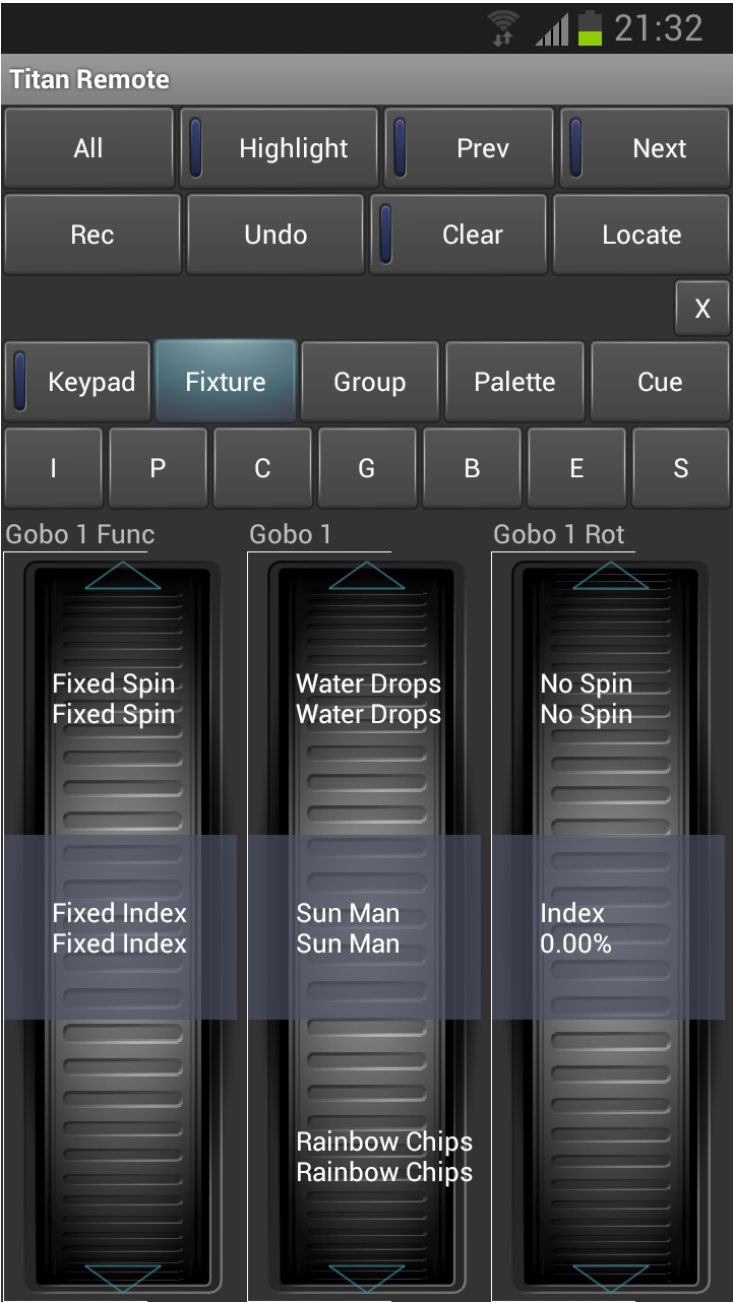 21:32
Titan Remote
All Highlight Prev Next
Rec Undo Clear Locate
X
Keypad Fixture Group Palette Cue
I P C G B E S
Gobo 1 Func Gobo 1 Gobo 1 Rot
Fixed Spin Water Drops No Spin
Fixed Spin Water Drops No Spin
Fixed Index Sun Man Index
Fixed Index Sun Man 0.00%
Rainbow Chips
Rainbow Chips